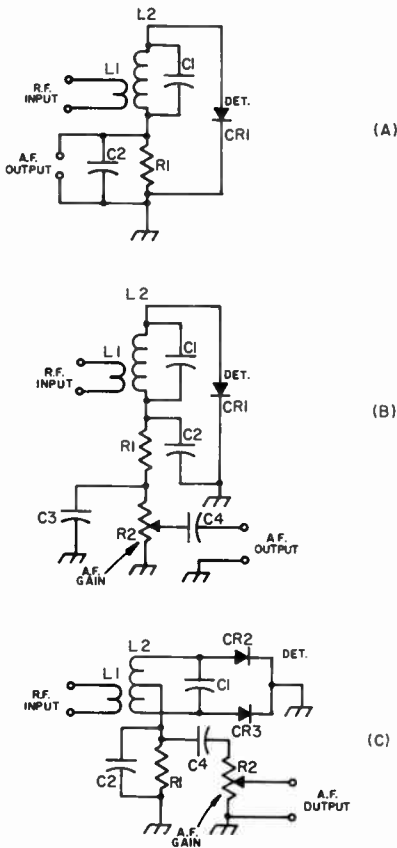 L2
L1
C1
R.F.
INPUT
DET.
CR1
(A)
C2
R1
A.F.
OUTPUT
L2
L1
C1
R.F.
INPUT
DET.
CR1
(B)
R1
C2
C3
R2
C4
A.F.
OUTPUT
A.F.
GAIN
L2
CR2
DET.
L1
R.F.
INPUT
C1
CR3
(C)
C4
C2
R1
R2
A.F.
OUTPUT
A.F.
GAIN